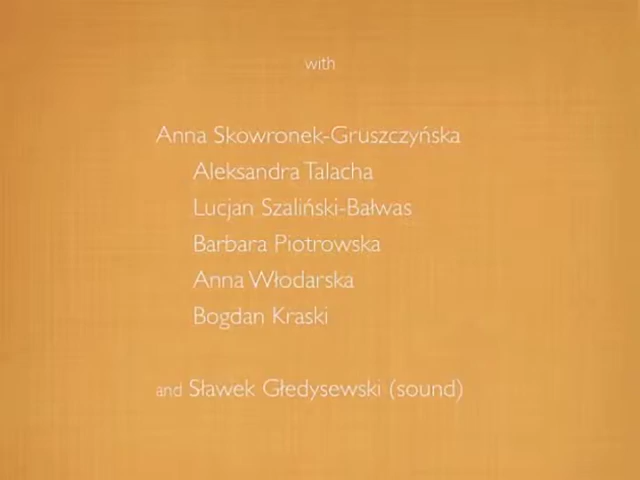 with
Anna Skowronek-Gruszczyńska
Aleksandra Talacha
Lucjan Szaliński-Bałwas
Barbara Piotrowska
Anna Włodarska
Bogdan Kraski
and Sławek Głedysewski (sound)